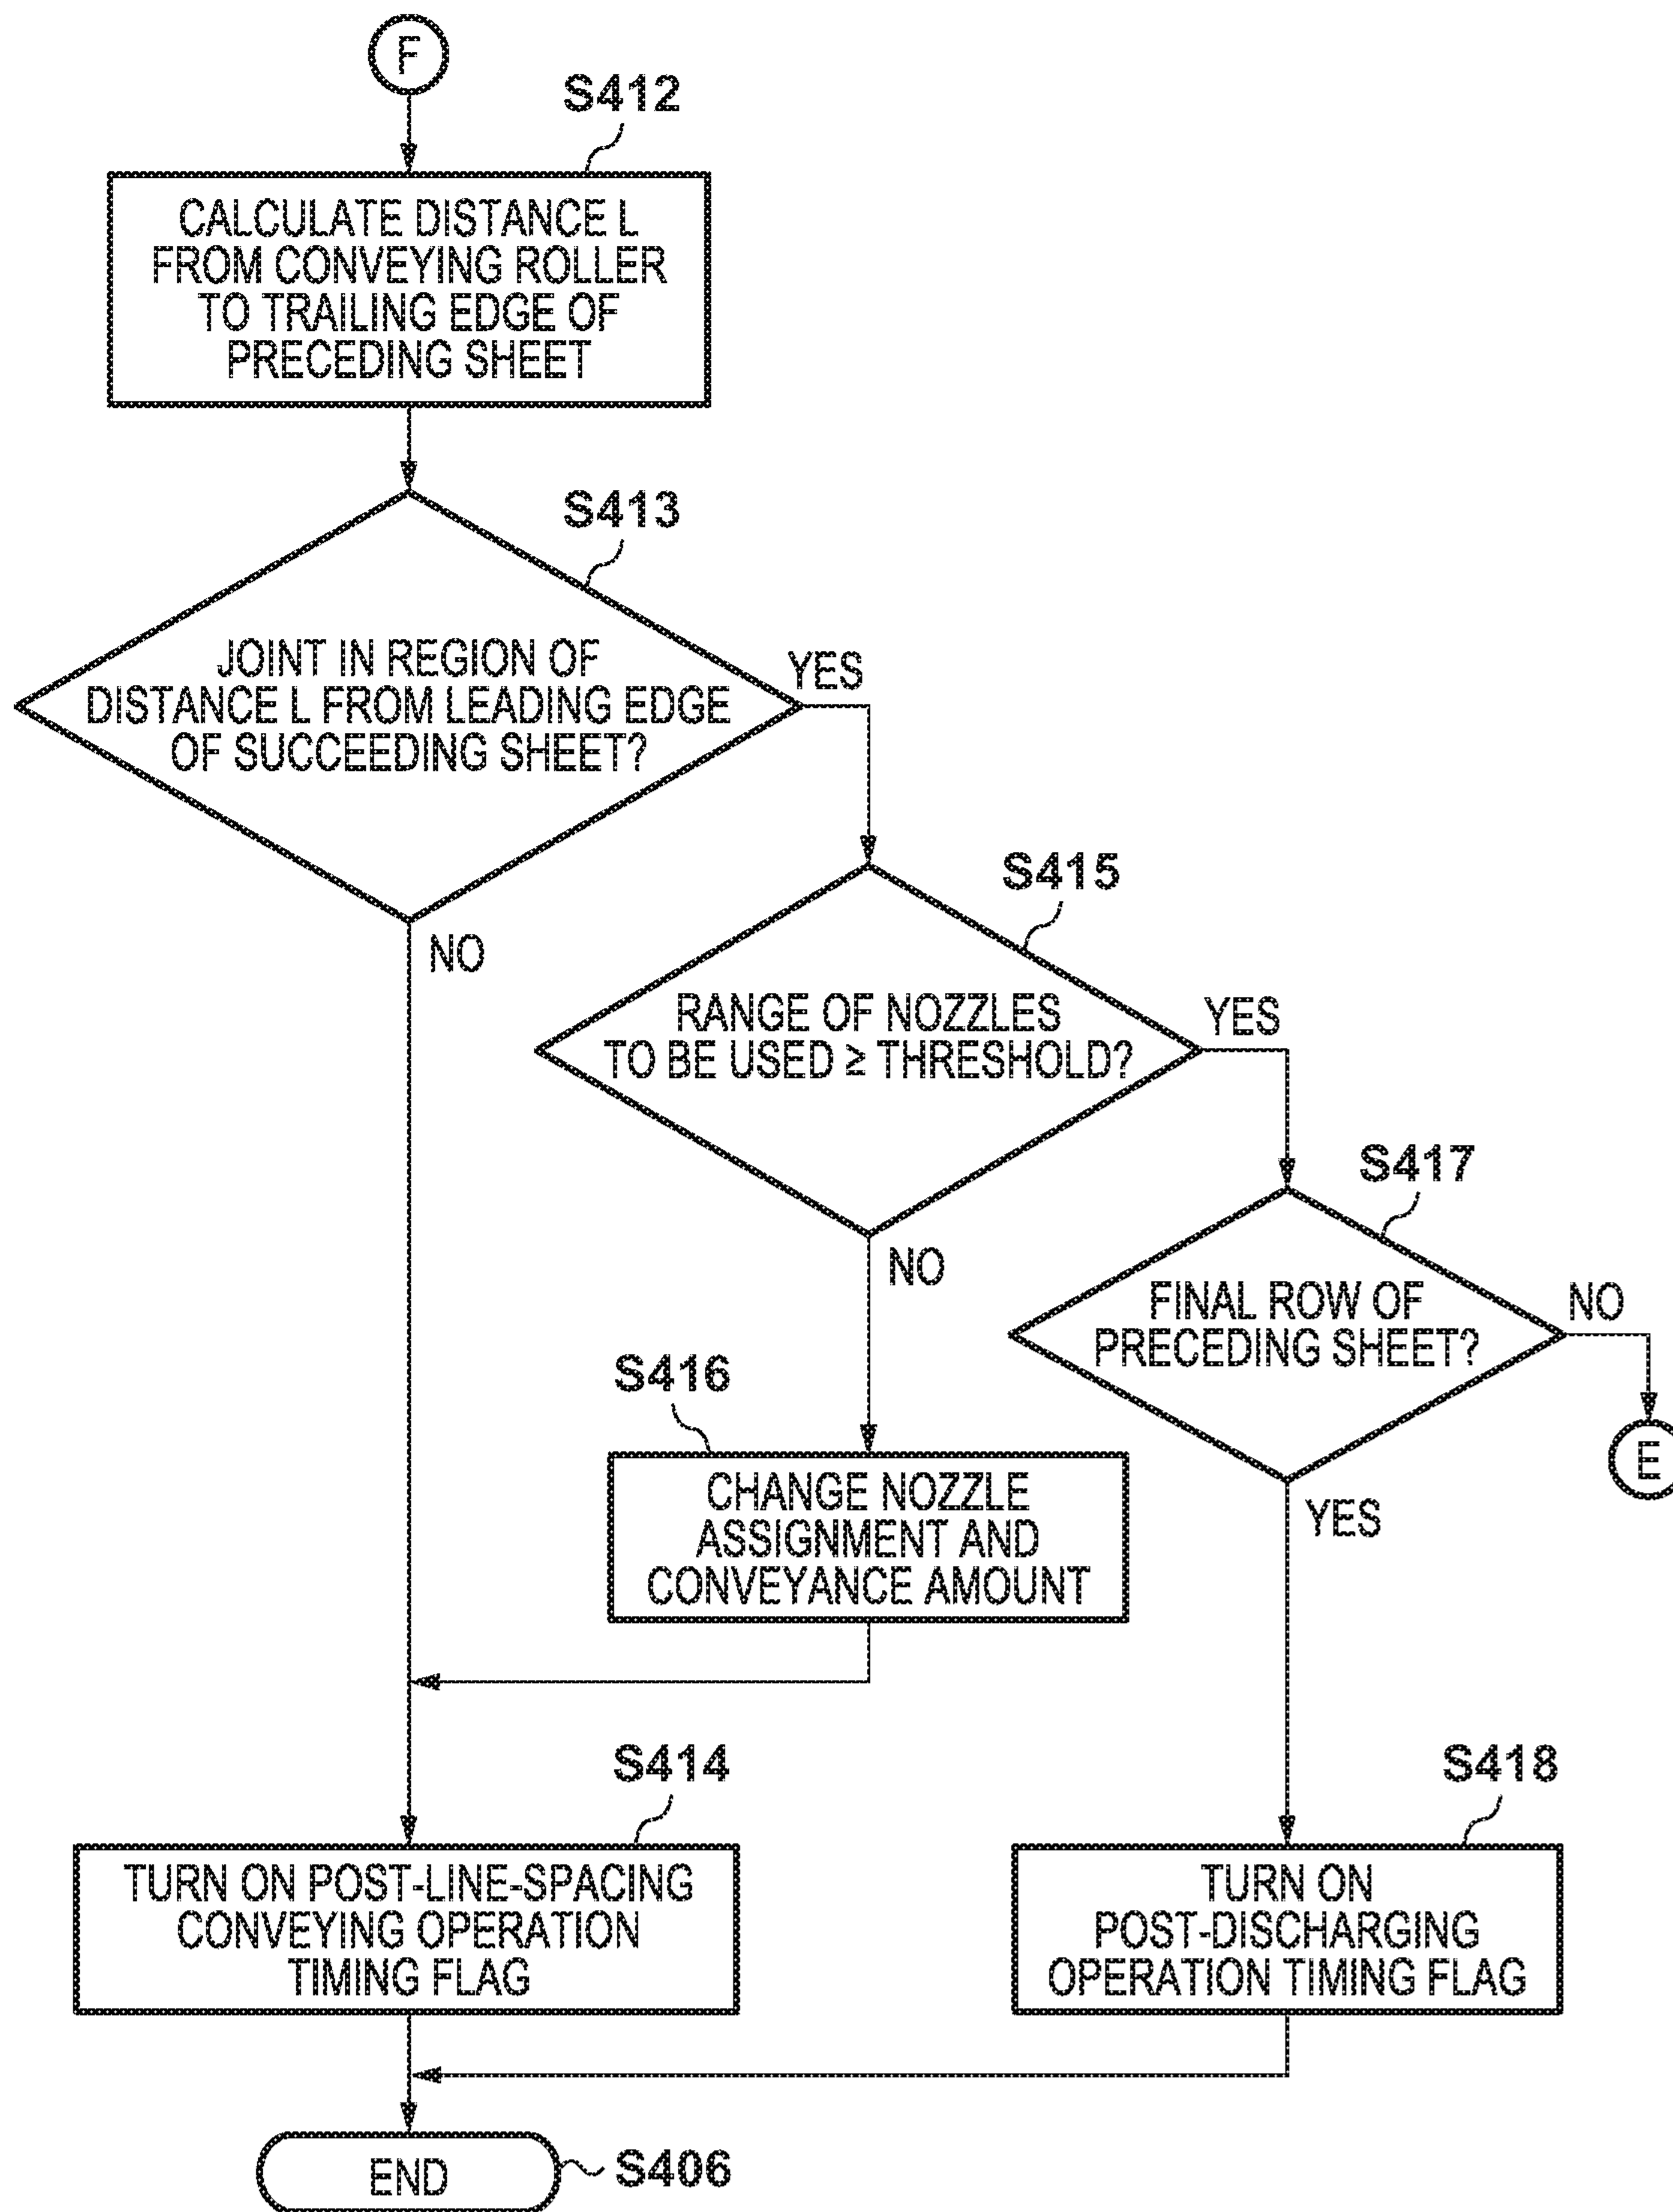 F
S412
CALCULATE DISTANCE L
FROM CONVEYING ROLLER
TO TRAILING EDGE OF
PRECEDING SHEET
S413
JOINT IN REGION OF
DISTANCE L FROM LEADING EDGE
OF SUCCEEDING SHEET?
YES
NO
S415
RANGE OF NOZZLES
TO BE USED ≥ THRESHOLD?
YES
NO
S417
FINAL ROW OF
PRECEDING SHEET?
NO
E
YES
S416
CHANGE NOZZLE
ASSIGNMENT AND
CONVEYANCE AMOUNT
S414
TURN ON POST-LINE-SPACING
CONVEYING OPERATION
TIMING FLAG
S418
TURN ON
POST-DISCHARGING
OPERATION TIMING FLAG
END
S406